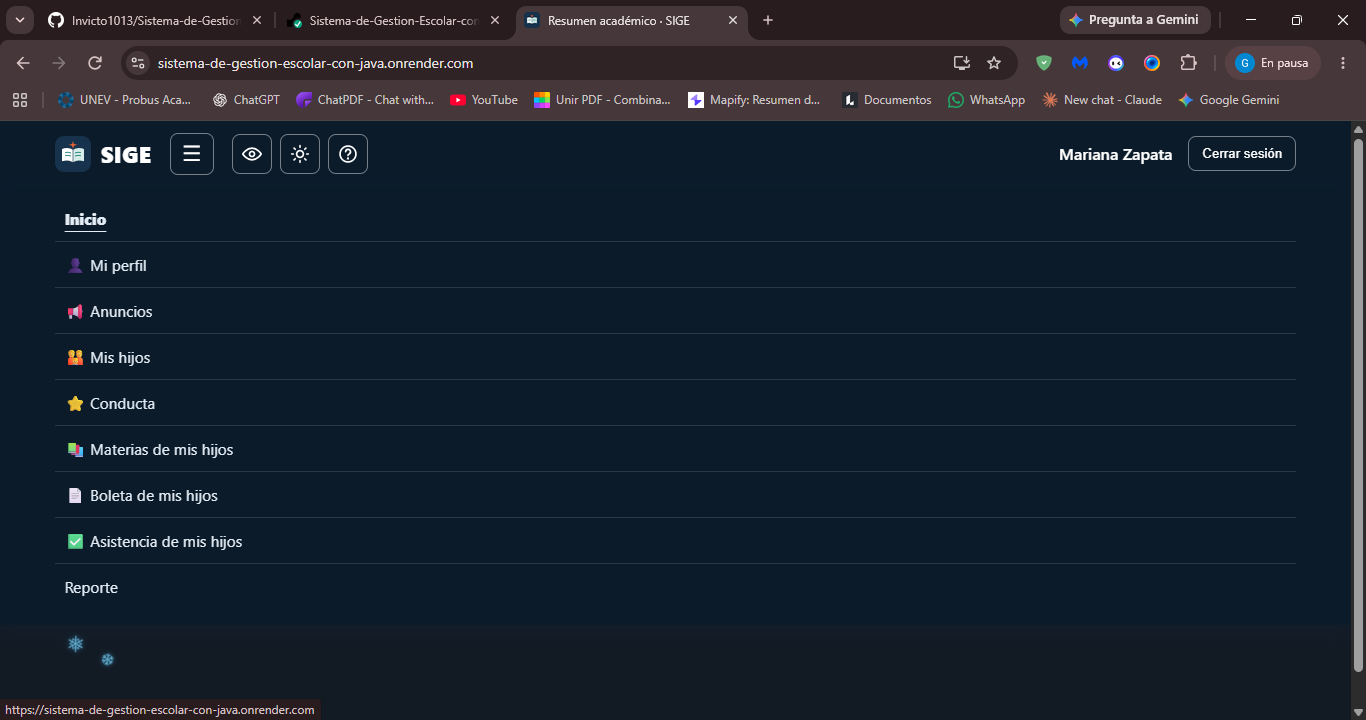 Invicto1013/Sistema-de-Gestion
Sistema-de-Gestion-Escolar-con
Resumen académico · SIGE
Pregunta a Gemini
sistema-de-gestion-escolar-con-java.onrender.com
G En pausa
UNEV - Probus Aca...
ChatGPT
ChatPDF - Chat with...
YouTube
Unir PDF - Combina...
Mapify: Resumen d...
Documentos
WhatsApp
New chat - Claude
Google Gemini
SIGE
Mariana Zapata
Cerrar sesión
Inicio
Mi perfil
Anuncios
Mis hijos
Conducta
Materias de mis hijos
Boleta de mis hijos
Asistencia de mis hijos
Reporte
https://sistema-de-gestion-escolar-con-java.onrender.com